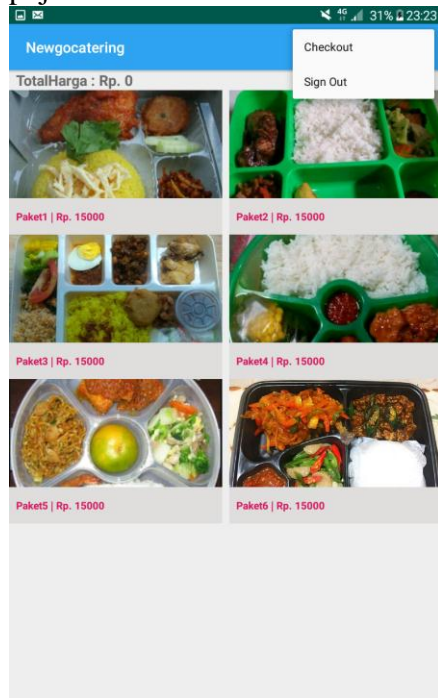 4G 31% 23:23
Newgocatering
Checkout
Sign Out
TotalHarga : Rp. 0
Paket1 | Rp. 15000
Paket2 | Rp. 15000
Paket3 | Rp. 15000
Paket4 | Rp. 15000
Paket5 | Rp. 15000
Paket6 | Rp. 15000